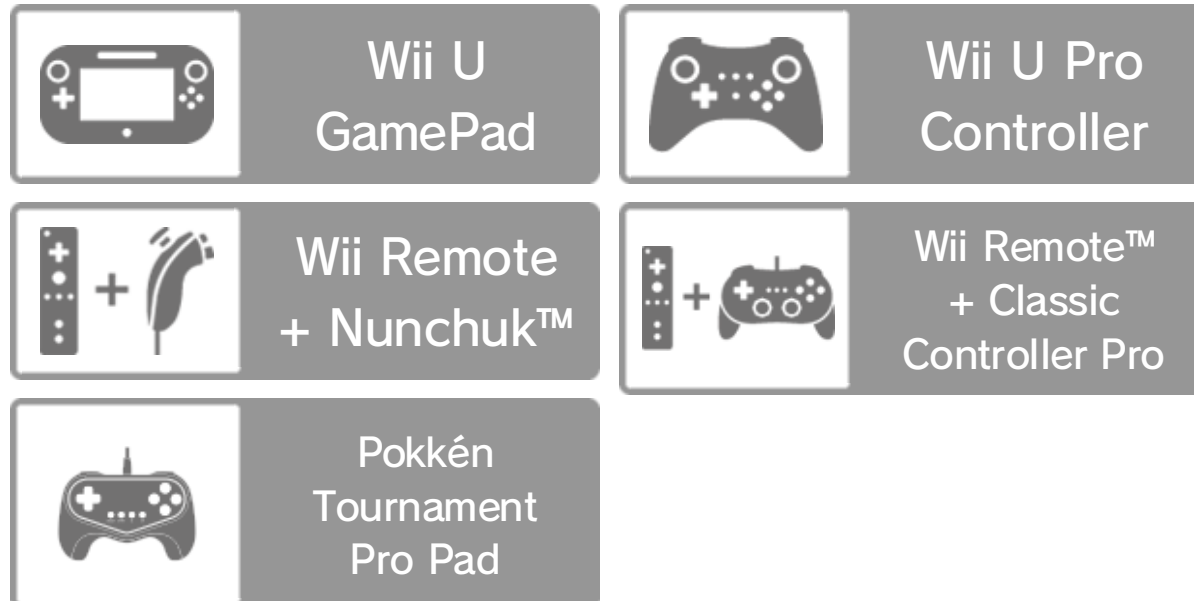 Wii U
GamePad
Wii U Pro
Controller
Wii Remote
+ Nunchuk™
Wii Remote™
+ Classic
Controller Pro
Pokkén
Tournament
Pro Pad